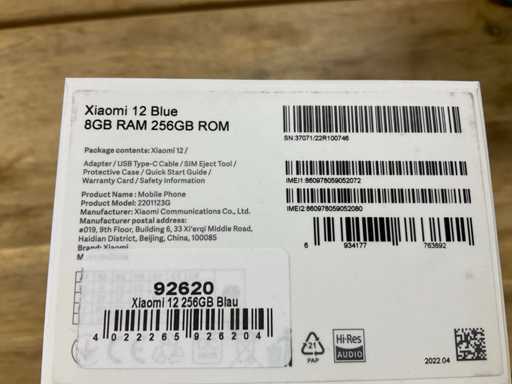 Xiaomi 12 Blue
8GB RAM 256GB ROM
Package contents: Xiaomi 12 /
Adapter / USB Type-C Cable / SIM Eject Tool /
Protective Case / Quick Start Guide /
Warranty Card / Safety Information
Product Name : Mobile Phone
Product Model: 2201123G
Manufacturer: Xiaomi Communications Co., Ltd.
Manufacturer postal address:
#019, 9th Floor, Building 6, 33 Xi'erqi Middle Road,
Haidian District, Beijing, China, 100085
Brand: Xiaomi
SN:37071/22R100746
IMEI1:860978059052072
IMEI2:860978059052080
6 934177 763692
92620
Xiaomi 12 256GB Blau
4 022265 926204
21
PAP
Hi-Res
AUDIO
2022.04